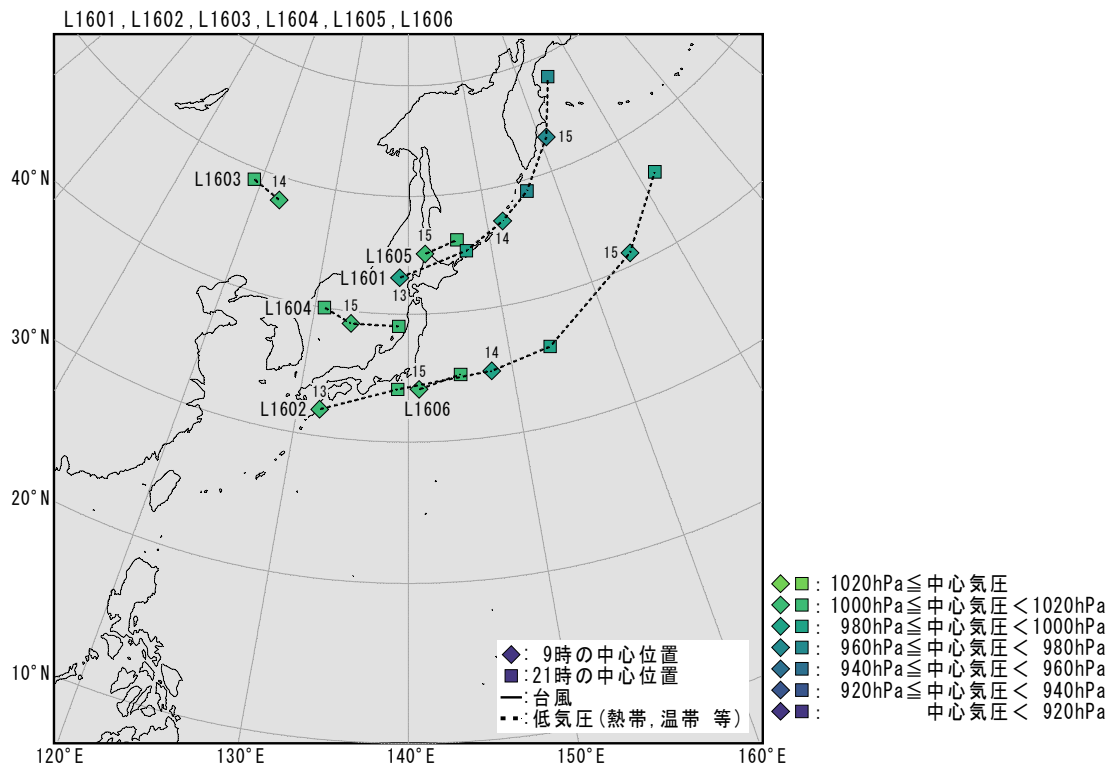 L1601,L1602,L1603,L1604,L1605,L1606
15
40°N
L1603
14
15
14
15
L1605
L1601
13
15
L1604
15
30°N
14
15
13
L1602
L1606
20°N
10°N
◆: 9時の中心位置
■:21時の中心位置
―:台風
:低気圧(熱帯,温帯 等)
120°E
130°E
140°E
150°E
160°E
◆■: 1020hPa≦中心気圧
◆■: 1000hPa≦中心気圧<1020hPa
◆■: 980hPa≦中心気圧<1000hPa
◆■: 960hPa≦中心気圧< 980hPa
◆■: 940hPa≦中心気圧< 960hPa
◆■: 920hPa≦中心気圧< 940hPa
◆■: 中心気圧< 920hPa